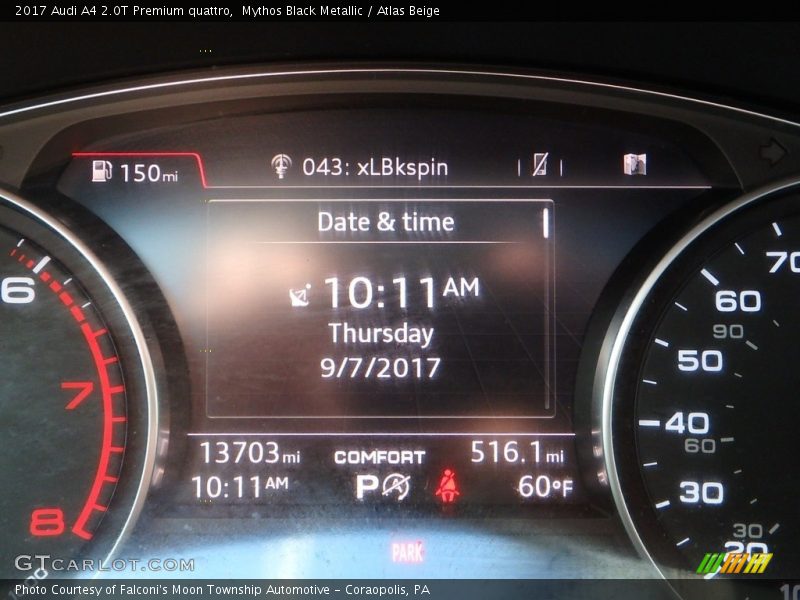 2017 Audi A4 2.0T Premium quattro, Mythos Black Metallic / Atlas Beige
150mi
043: xLBkspin
Date & time
10:11AM
Thursday
9/7/2017
13703mi
COMFORT
516.1mi
10:11AM
P
60°F
PARK
6
7
8
70
60
90
50
40
60
30
30
20
GTCARLOT.COM
Photo Courtesy of Falconi's Moon Township Automotive - Coraopolis, PA